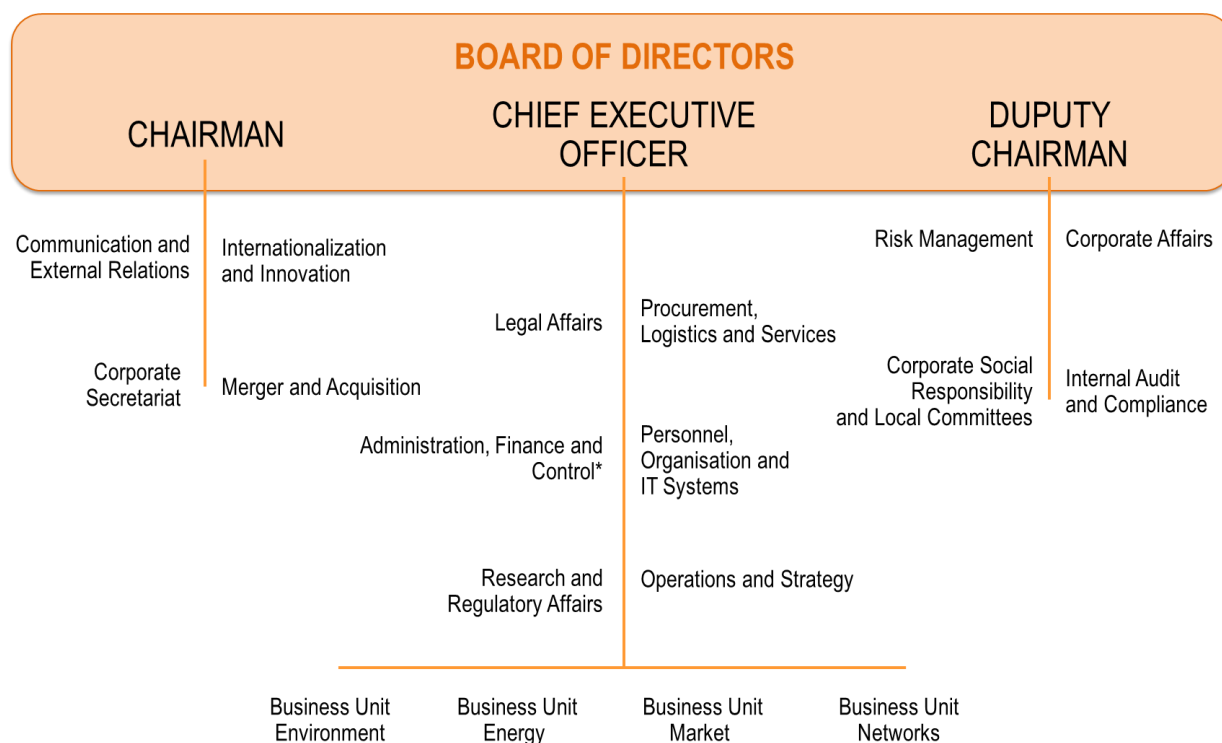 BOARD OF DIRECTORS
CHAIRMAN
CHIEF EXECUTIVE
OFFICER
DUPUTY
CHAIRMAN
Communication and
External Relations
Internationalization
and Innovation
Corporate
Secretariat
Merger and Acquisition
Legal Affairs
Procurement,
Logistics and Services
Administration, Finance and
Control*
Personnel,
Organisation and
IT Systems
Research and
Regulatory Affairs
Operations and Strategy
Risk Management
Corporate Affairs
Corporate Social
Responsibility
and Local Committees
Internal Audit
and Compliance
Business Unit
Environment
Business Unit
Energy
Business Unit
Market
Business Unit
Networks